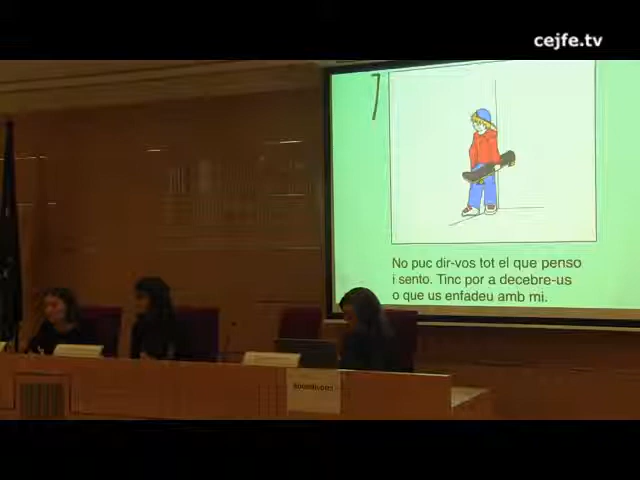 cejfe.tv
No puc dir-vos tot el que penso
i sento. Tinc por a decebre-us
o que us enfadeu amb mi.